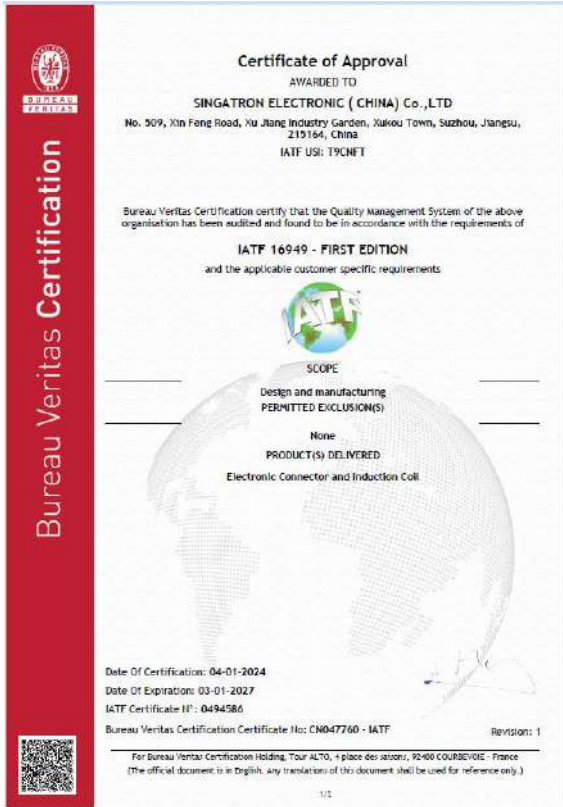 BUREAU
VERITAS
Bureau Veritas Certification
Certificate of Approval
AWARDED TO
SINGATRON ELECTRONIC ( CHINA) Co.,LTD
No. 509, Xin Feng Road, Xu Jiang Industry Garden, Xukou Town, Suzhou, Jiangsu,
215164, China
IATF USI: T9CNFT
Bureau Veritas Certification certify that the Quality Management System of the above
organisation has been audited and found to be in accordance with the requirements of
IATF 16949 - FIRST EDITION
and the applicable customer specific requirements
IATF
SCOPE
Design and manufacturing
PERMITTED EXCLUSION(S)
None
PRODUCT(S) DELIVERED
Electronic Connector and Induction Coil
Date Of Certification: 04-01-2024
Date Of Expiration: 03-01-2027
IATF Certificate N°: 0494586
Bureau Veritas Certification Certificate No: CN047760 - IATF
Revision: 1
For Bureau Veritas Certification Holding, Tour ALTO, 4 place des saisons, 92400 COURBEVOIE - France
(The official document is in English. Any translations of this document shall be used for reference only.)